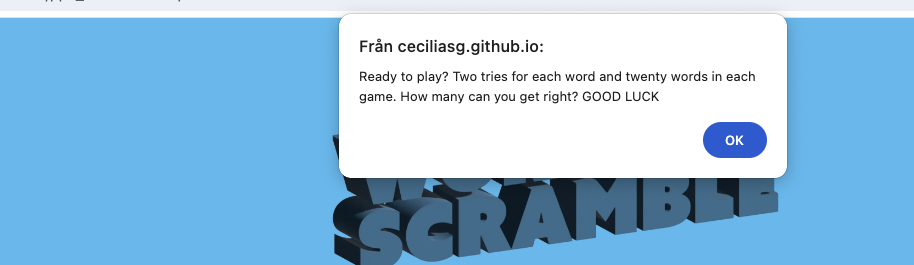 Från ceciliasg.github.io:
Ready to play? Two tries for each word and twenty words in each
game. How many can you get right? GOOD LUCK
OK
SCRAMBLE